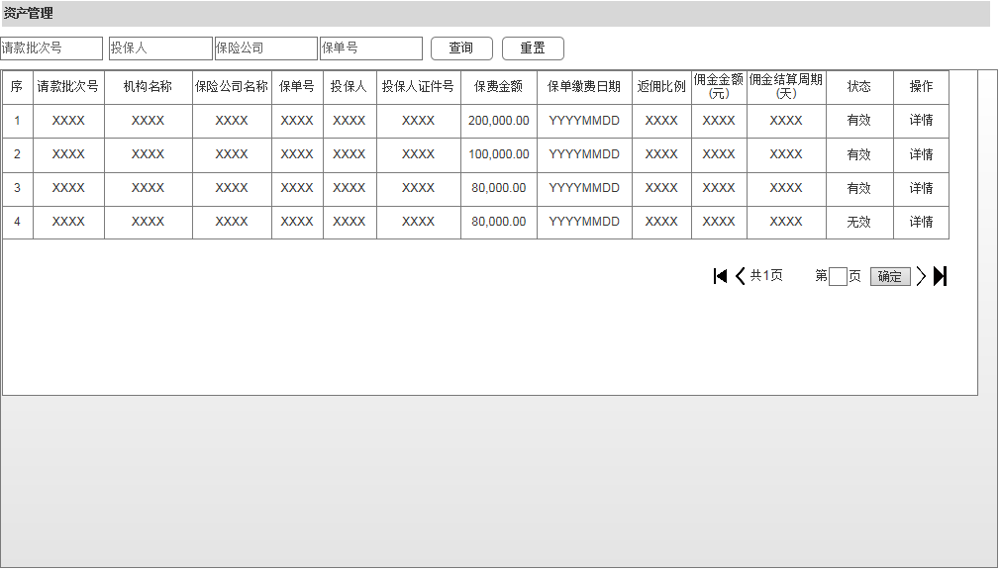 资产管理
请款批次号 投保人 保险公司 保单号 查询 重置
序 请款批次号 机构名称 保险公司名称 保单号 投保人 投保人证件号 保费金额 保单缴费日期 返佣比例 佣金金额(元) 佣金结算周期(天) 状态 操作
1 XXXX XXXX XXXX XXXX XXXX XXXX 200,000.00 YYYYMMDD XXXX XXXX XXXX 有效 详情
2 XXXX XXXX XXXX XXXX XXXX XXXX 100,000.00 YYYYMMDD XXXX XXXX XXXX 有效 详情
3 XXXX XXXX XXXX XXXX XXXX XXXX 80,000.00 YYYYMMDD XXXX XXXX XXXX 有效 详情
4 XXXX XXXX XXXX XXXX XXXX XXXX 80,000.00 YYYYMMDD XXXX XXXX XXXX 无效 详情
共1页 第 页 确定